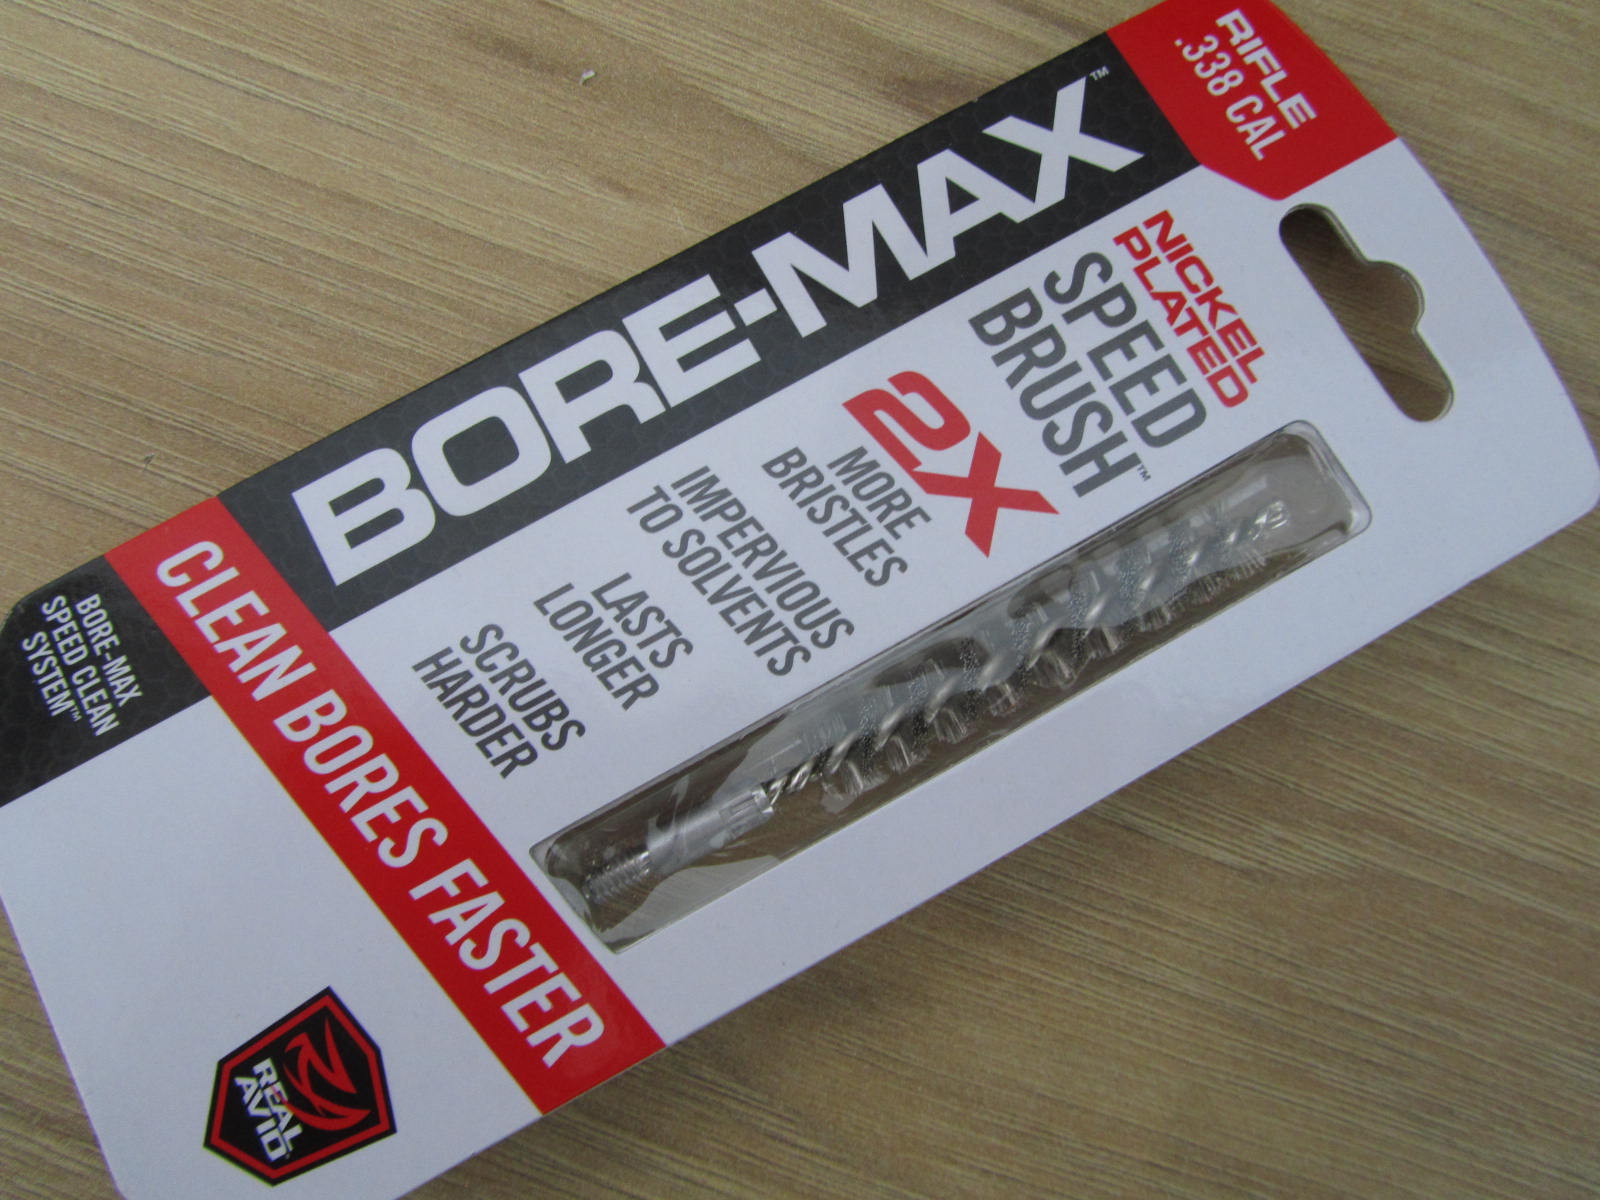 RIFLE
.338 CAL
BORE-MAX™
NICKEL
PLATED
SPEED
BRUSH™
2X
MORE
BRISTLES
IMPERVIOUS
TO SOLVENTS
LASTS
LONGER
SCRUBS
HARDER
CLEAN BORES FASTER
BORE-MAX
SPEED CLEAN
SYSTEM™
REAL
AVID